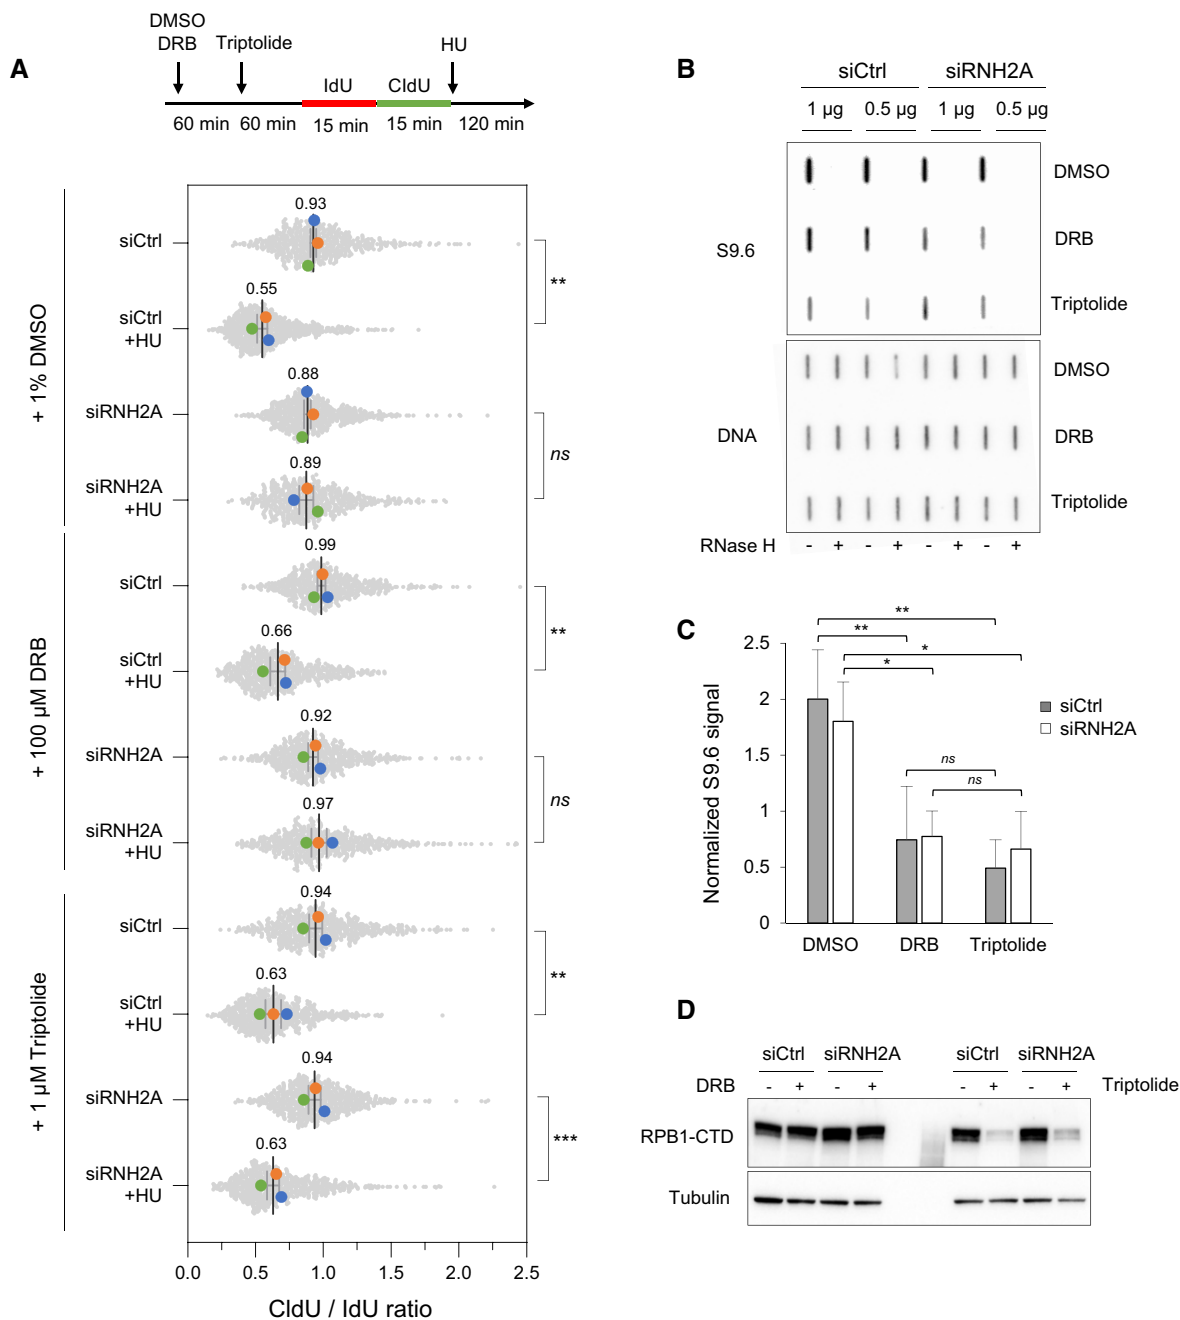 A
DMSO
DRB
Triptolide
HU
IdU
CldU
60 min
60 min
15 min
15 min
120 min
+ 1% DMSO
siCtrl
0.93
siCtrl
+HU
0.55
**
siRNH2A
0.88
siRNH2A
+HU
0.89
ns
+ 100 µM DRB
siCtrl
0.99
siCtrl
+HU
0.66
**
siRNH2A
0.92
siRNH2A
+HU
0.97
ns
+ 1 µM Triptolide
siCtrl
0.94
siCtrl
+HU
0.63
**
siRNH2A
0.94
siRNH2A
+HU
0.63
***
0.0 0.5 1.0 1.5 2.0 2.5
CldU / IdU ratio
B
siCtrl siRNH2A
1 µg 0.5 µg 1 µg 0.5 µg
S9.6
DMSO
DRB
Triptolide
DNA
DMSO
DRB
Triptolide
RNase H - + - + - + - +
C
Normalized S9.6 signal
2.5
2
1.5
1
0.5
0
**
**
*
*
ns
ns
siCtrl
siRNH2A
DMSO DRB Triptolide
D
siCtrl siRNH2A siCtrl siRNH2A
DRB - + - + - + - + Triptolide
RPB1-CTD
Tubulin